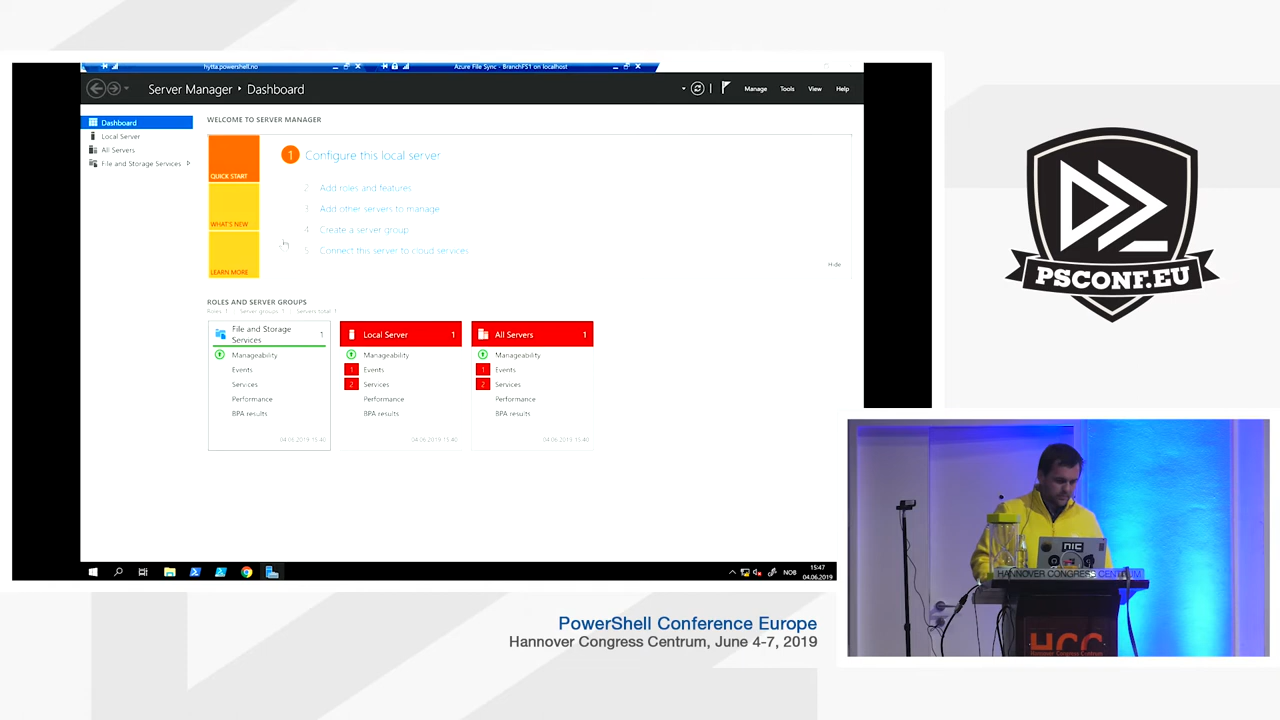 hytta.powershell.no
Azure File Sync - BranchFS1 on localhost
Server Manager • Dashboard
Manage
Tools
View
Help
Dashboard
Local Server
All Servers
File and Storage Services
WELCOME TO SERVER MANAGER
QUICK START
WHAT'S NEW
LEARN MORE
1 Configure this local server
2 Add roles and features
3 Add other servers to manage
4 Create a server group
5 Connect this server to cloud services
Hide
ROLES AND SERVER GROUPS
Roles: 1 | Server groups: 1 | Servers total: 1
File and Storage Services 1
Manageability
Events
Services
Performance
BPA results
04.06.2019 15:40
Local Server 1
Manageability
1 Events
2 Services
Performance
BPA results
04.06.2019 15:40
All Servers 1
Manageability
1 Events
2 Services
Performance
BPA results
04.06.2019 15:40
NOB
15:47
04.06.2019
PSCONF.EU
NIC
HANNOVER CONGRESS CENTRUM
HCC
Hannover Congress Centrum
PowerShell Conference Europe
Hannover Congress Centrum, June 4-7, 2019